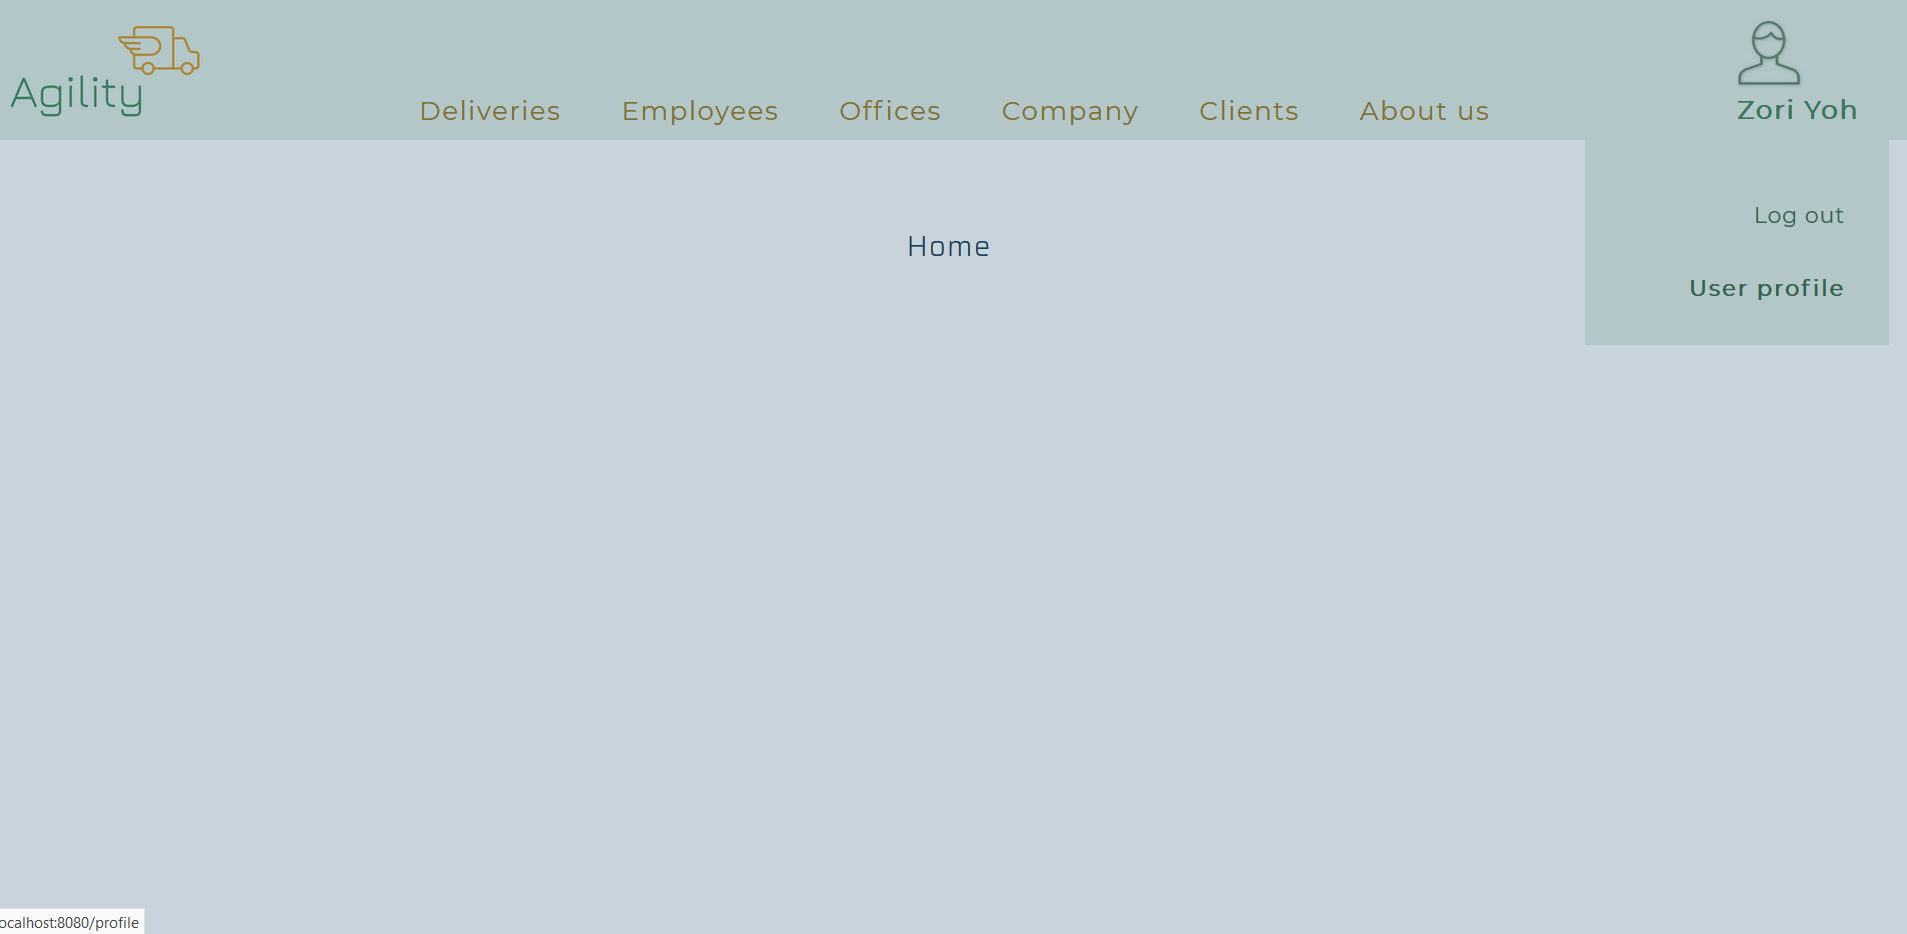 Agility
Deliveries Employees Offices Company Clients About us
Zori Yoh
Log out
Home
User profile
ocalhost:8080/profile